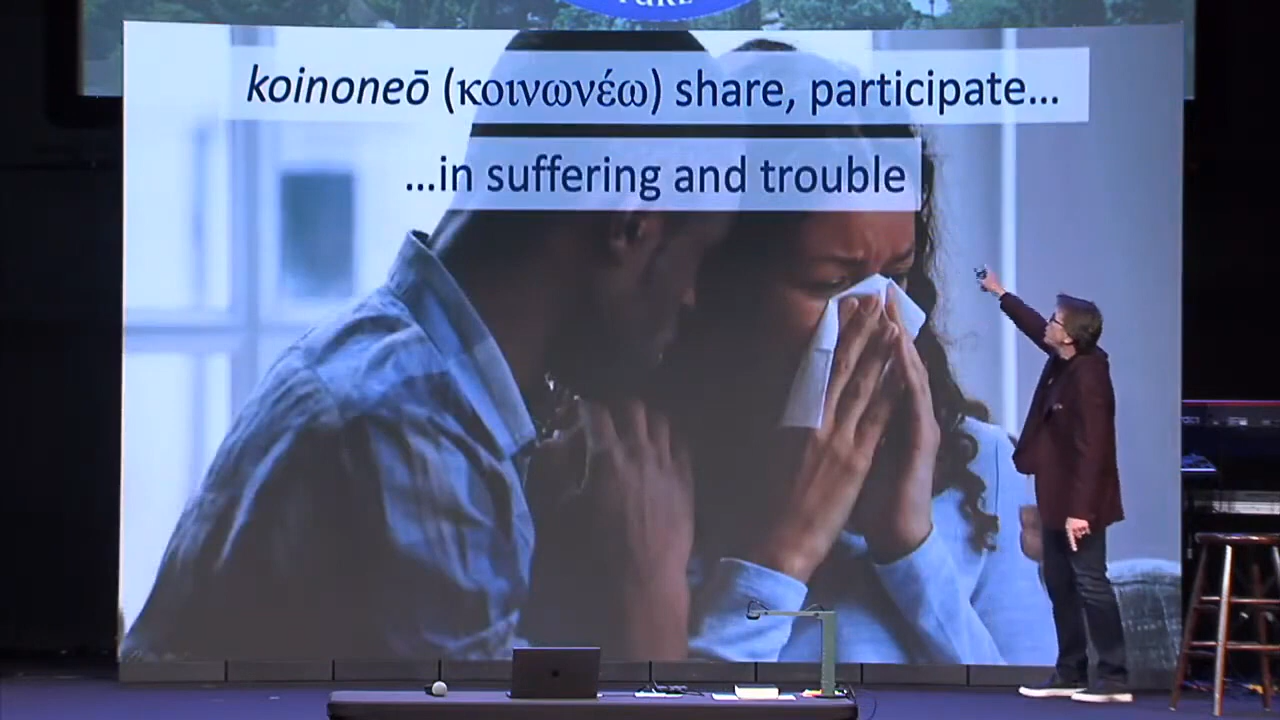 koinoneō (κοινωνέω) share, participate...
...in suffering and trouble